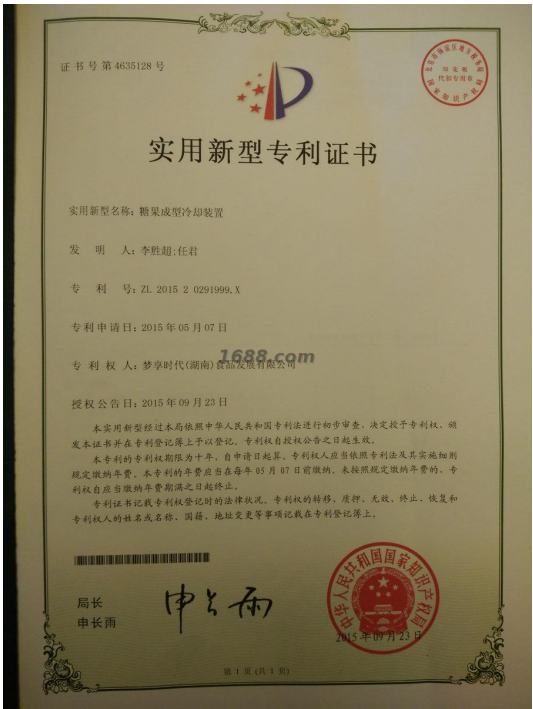 证书号第4635128号
实用新型专利证书
实用新型名称：糖果成型冷却装置
发 明 人：李胜超;任君
专 利 号：ZL 2015 2 0291999.X
专利申请日：2015年05月07日
专 利 权 人：梦享时代(湖南)食品发展有限公司
1688.com
授权公告日：2015年09月23日
本实用新型经过本局依照中华人民共和国专利法进行初步审查，决定授予专利权，颁
发本证书并在专利登记簿上予以登记。专利权自授权公告之日起生效。
本专利的专利权期限为十年，自申请日起算。专利权人应当依照专利法及其实施细则
规定缴纳年费。本专利的年费应当在每年05月07日前缴纳。未按照规定缴纳年费的，专
利权自应当缴纳年费期满之日起终止。
专利证书记载专利权登记时的法律状况。专利权的转移、质押、无效、终止、恢复和
专利权人的姓名或名称、国籍、地址变更等事项记载在专利登记簿上。
局长
申长雨
申长雨
中华人民共和国国家知识产权局
2015年09月23日
第1页(共1页)